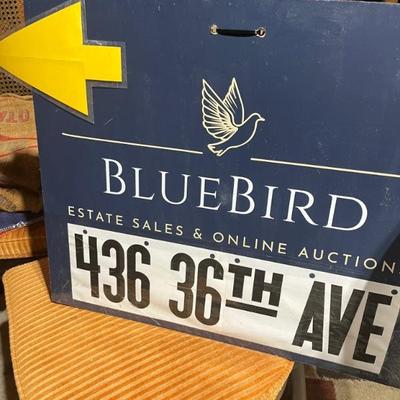 BLUEBIRD
ESTATE SALES & ONLINE AUCTION
436 36TH AVE